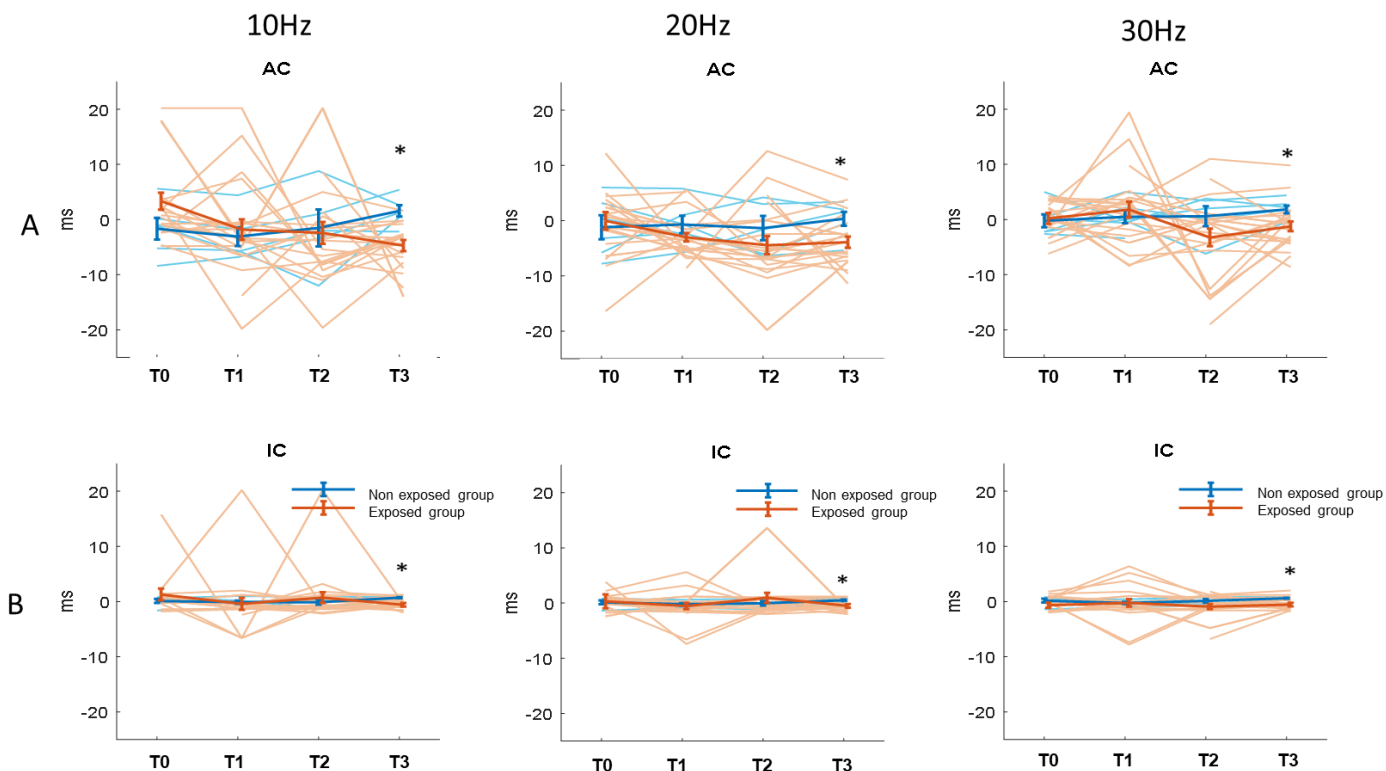 10Hz 20Hz 30Hz
AC AC AC
20 20 20
* * *
10 10 10
A ms 0 ms 0 ms 0
-10 -10 -10
-20 -20 -20
T0 T1 T2 T3 T0 T1 T2 T3 T0 T1 T2 T3
IC IC IC
20 Non exposed group 20 Non exposed group 20 Non exposed group
Exposed group Exposed group Exposed group
10 10 10
* * *
B ms 0 ms 0 ms 0
-10 -10 -10
-20 -20 -20
T0 T1 T2 T3 T0 T1 T2 T3 T0 T1 T2 T3